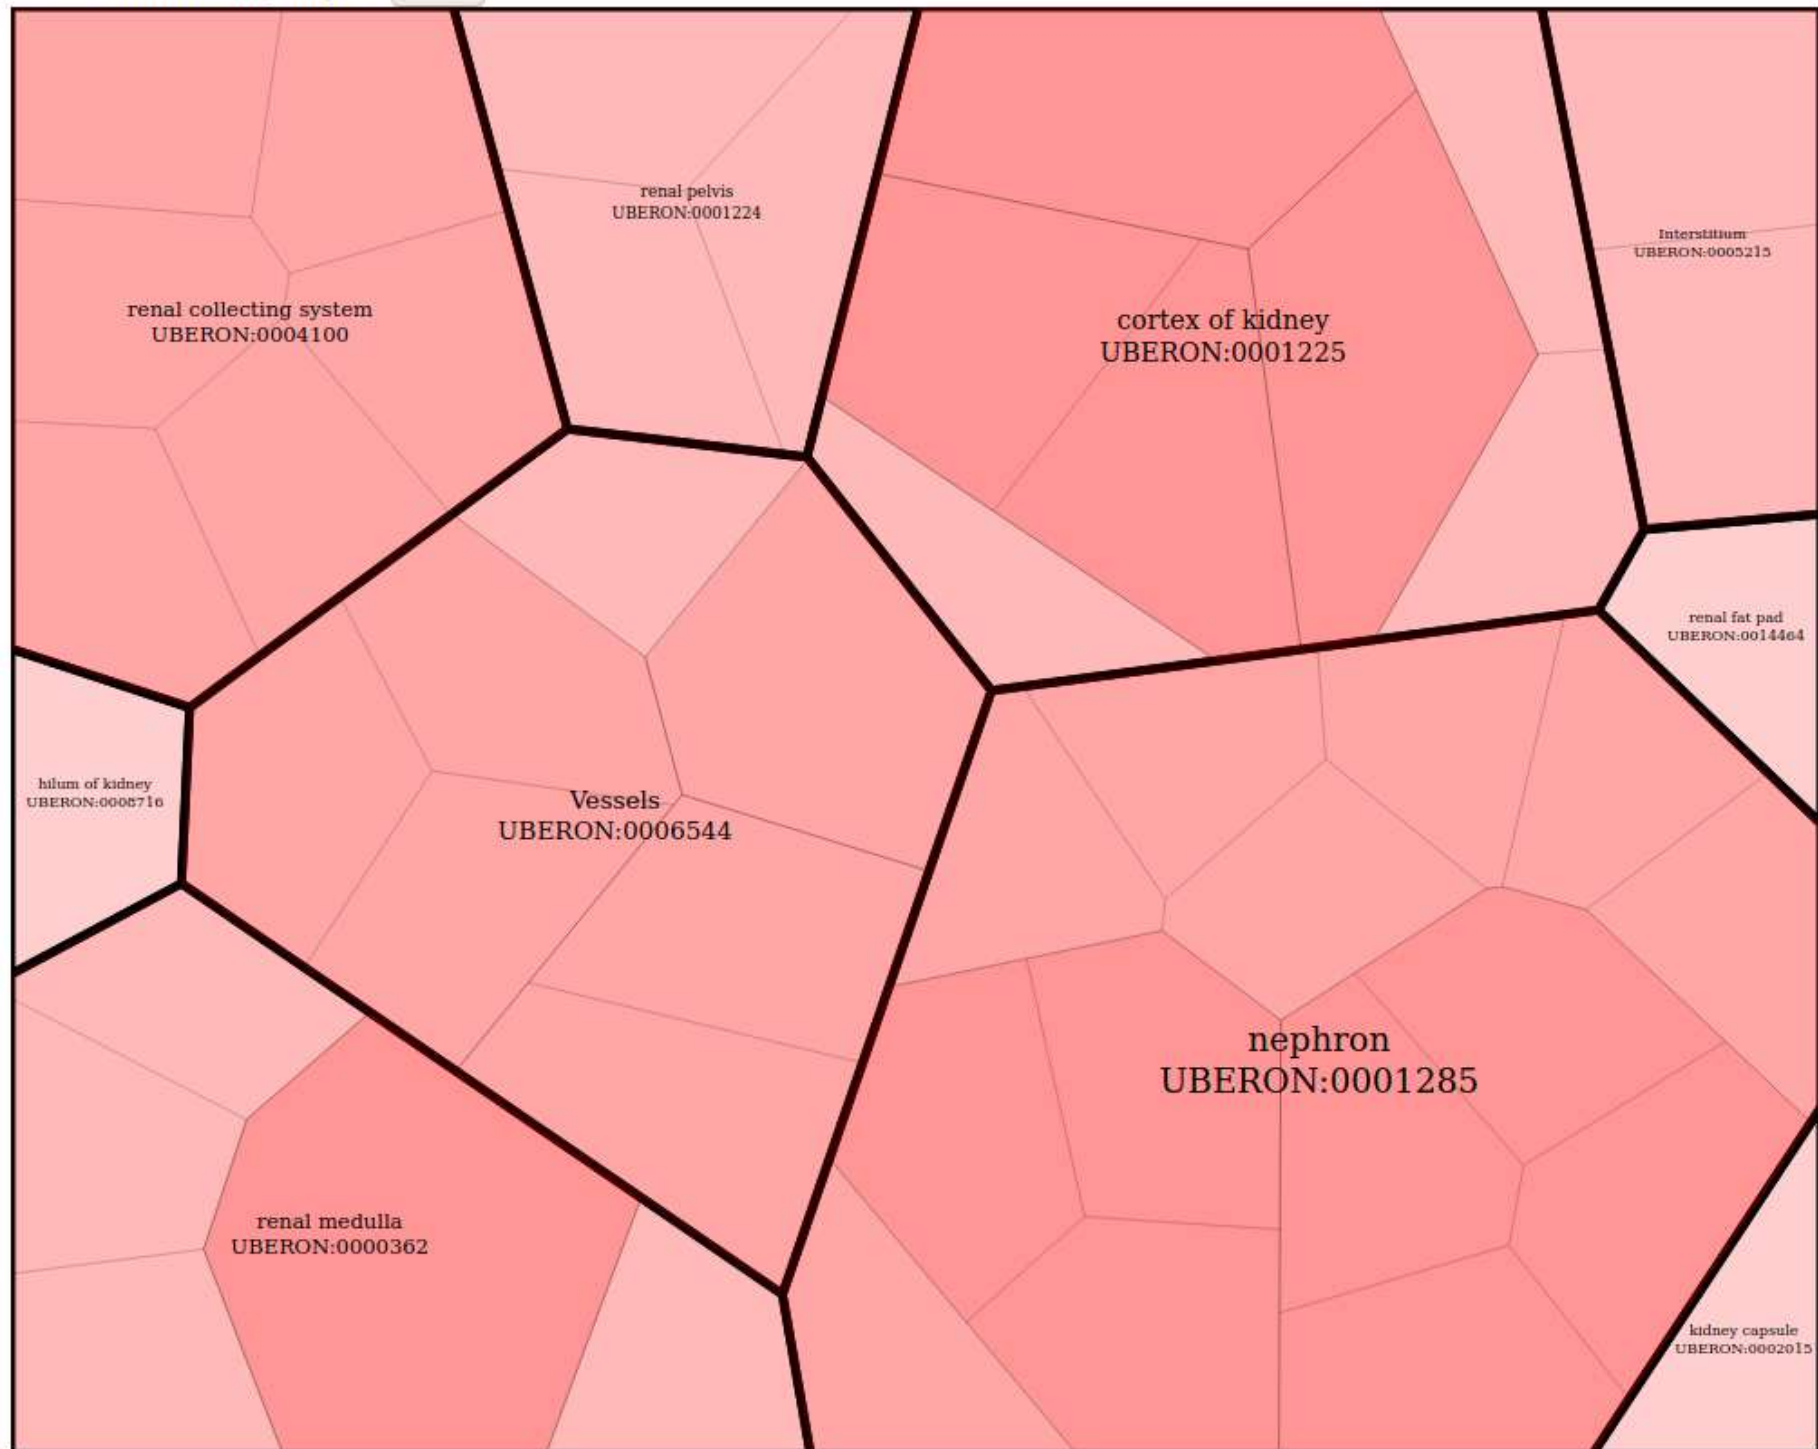 renal pelvis
UBERON:0001224
Interstitium
UBERON:0005215
renal collecting system
UBERON:0004100
cortex of kidney
UBERON:0001225
renal fat pad
UBERON:0014464
hilum of kidney
UBERON:0008716
Vessels
UBERON:0006544
nephron
UBERON:0001285
renal medulla
UBERON:0000362
kidney capsule
UBERON:0002015